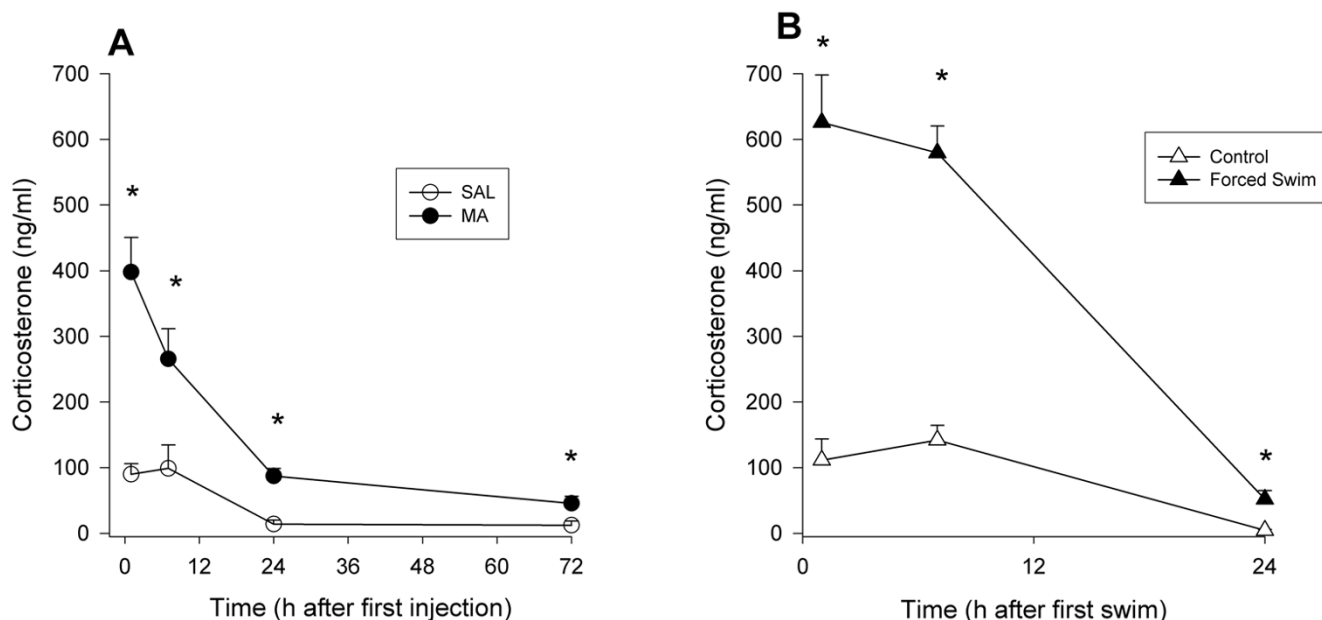 A
*
*
*
*
700
600
500
400
300
200
100
0
Corticosterone (ng/ml)
SAL
MA
0 12 24 36 48 60 72
Time (h after first injection)
B
*
*
*
700
600
500
400
300
200
100
0
Corticosterone (ng/ml)
Control
Forced Swim
0 12 24
Time (h after first swim)